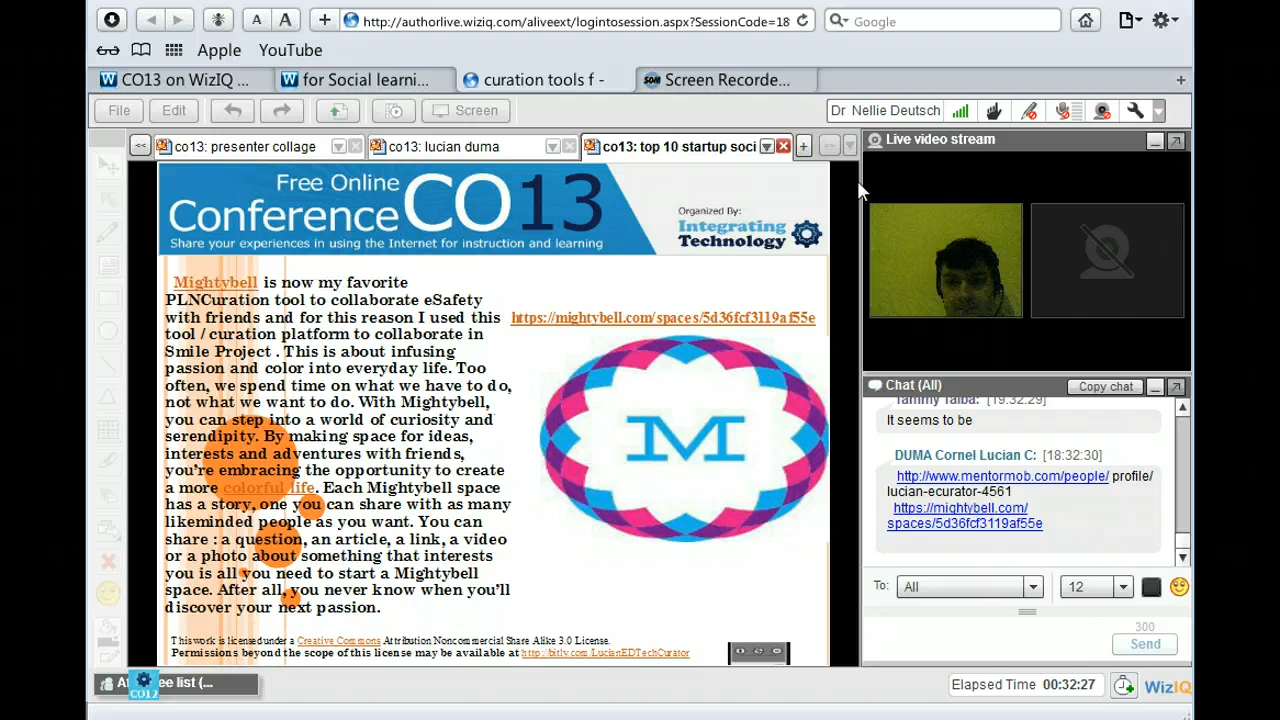 A A + http://authorlive.wiziq.com/aliveext/logintosession.aspx?SessionCode=18 Google
Apple YouTube
CO13 on WizIQ ... for Social learni... curation tools f - Screen Recorde...
File Edit Screen Dr Nellie Deutsch
<< co13: presenter collage co13: lucian duma co13: top 10 startup soci +
Live video stream
Free Online
Conference CO13
Share your experiences in using the Internet for instruction and learning
Organized By:
Integrating
Technology
Mightybell is now my favorite
PLNCuration tool to collaborate eSafety
with friends and for this reason I used this
tool / curation platform to collaborate in
Smile Project . This is about infusing
passion and color into everyday life. Too
often, we spend time on what we have to do,
not what we want to do. With Mightybell,
you can step into a world of curiosity and
serendipity. By making space for ideas,
interests and adventures with friends,
you're embracing the opportunity to create
a more colorful life. Each Mightybell space
has a story, one you can share with as many
likeminded people as you want. You can
share : a question, an article, a link, a video
or a photo about something that interests
you is all you need to start a Mightybell
space. After all, you never know when you'll
discover your next passion.
https://mightybell.com/spaces/5d36fcf3119af55e
M
This work is licensed under a Creative Commons Attribution Noncommercial Share Alike 3.0 License.
Permissions beyond the scope of this license may be available at http://bitly.com/LucianEDTechCurator
Chat (All) Copy chat
[19:32:29]
It seems to be
DUMA Cornel Lucian C: [18:32:30]
http://www.mentormob.com/people/ profile/
lucian-ecurator-4561
https://mightybell.com/
spaces/5d36fcf3119af55e
To: All 12
300
Send
CO12
Elapsed Time 00:32:27 WizIQ